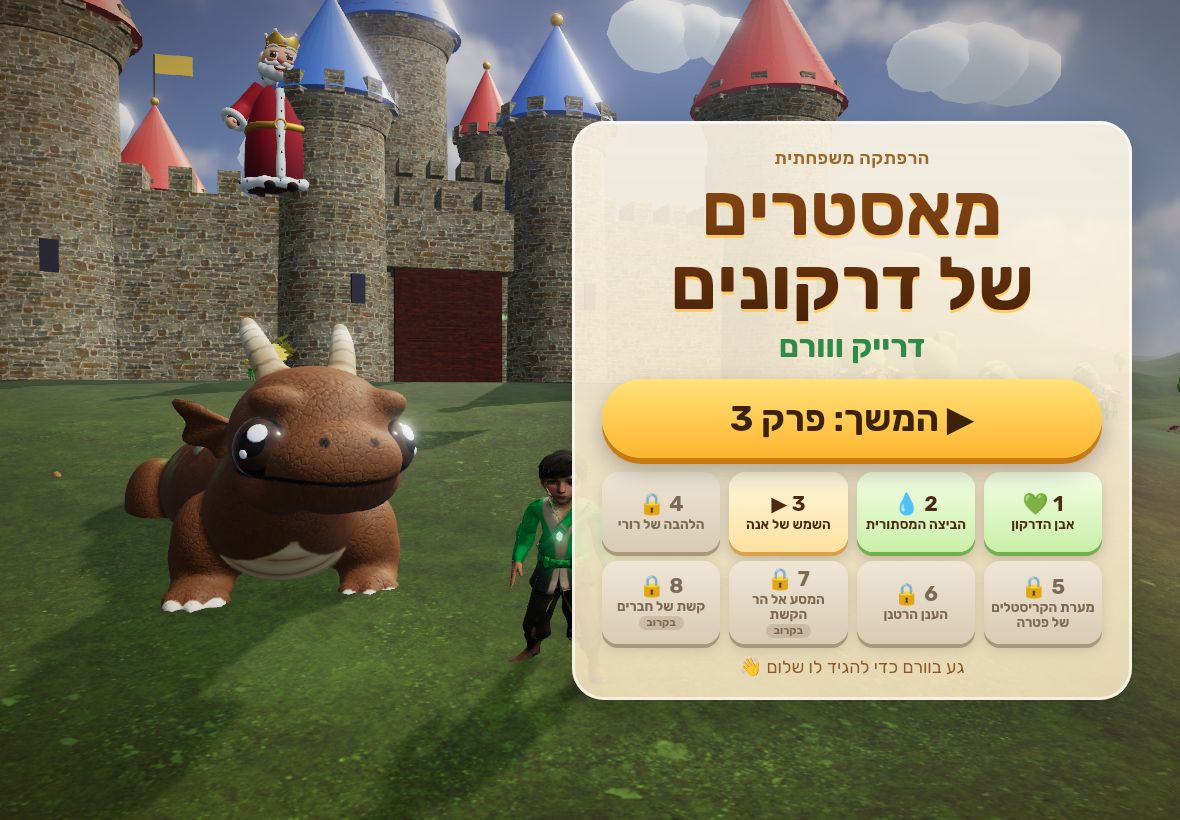 הרפתקה משפחתית
מאסטרים
של דרקונים
דרייק ווורם
▶ המשך: פרק 3
1 💚
אבן הדרקון
2 💧
הביצה המסתורית
3 ▶
השמש של אנה
4 🔒
הלהבה של רורי
5 🔒
מערת הקריסטלים
של פטרה
6 🔒
הענן הרטנן
7 🔒
המסע אל הר
הקשת
בקרוב
8 🔒
קשת של חברים
בקרוב
גע בוורם כדי להגיד לו שלום 👋